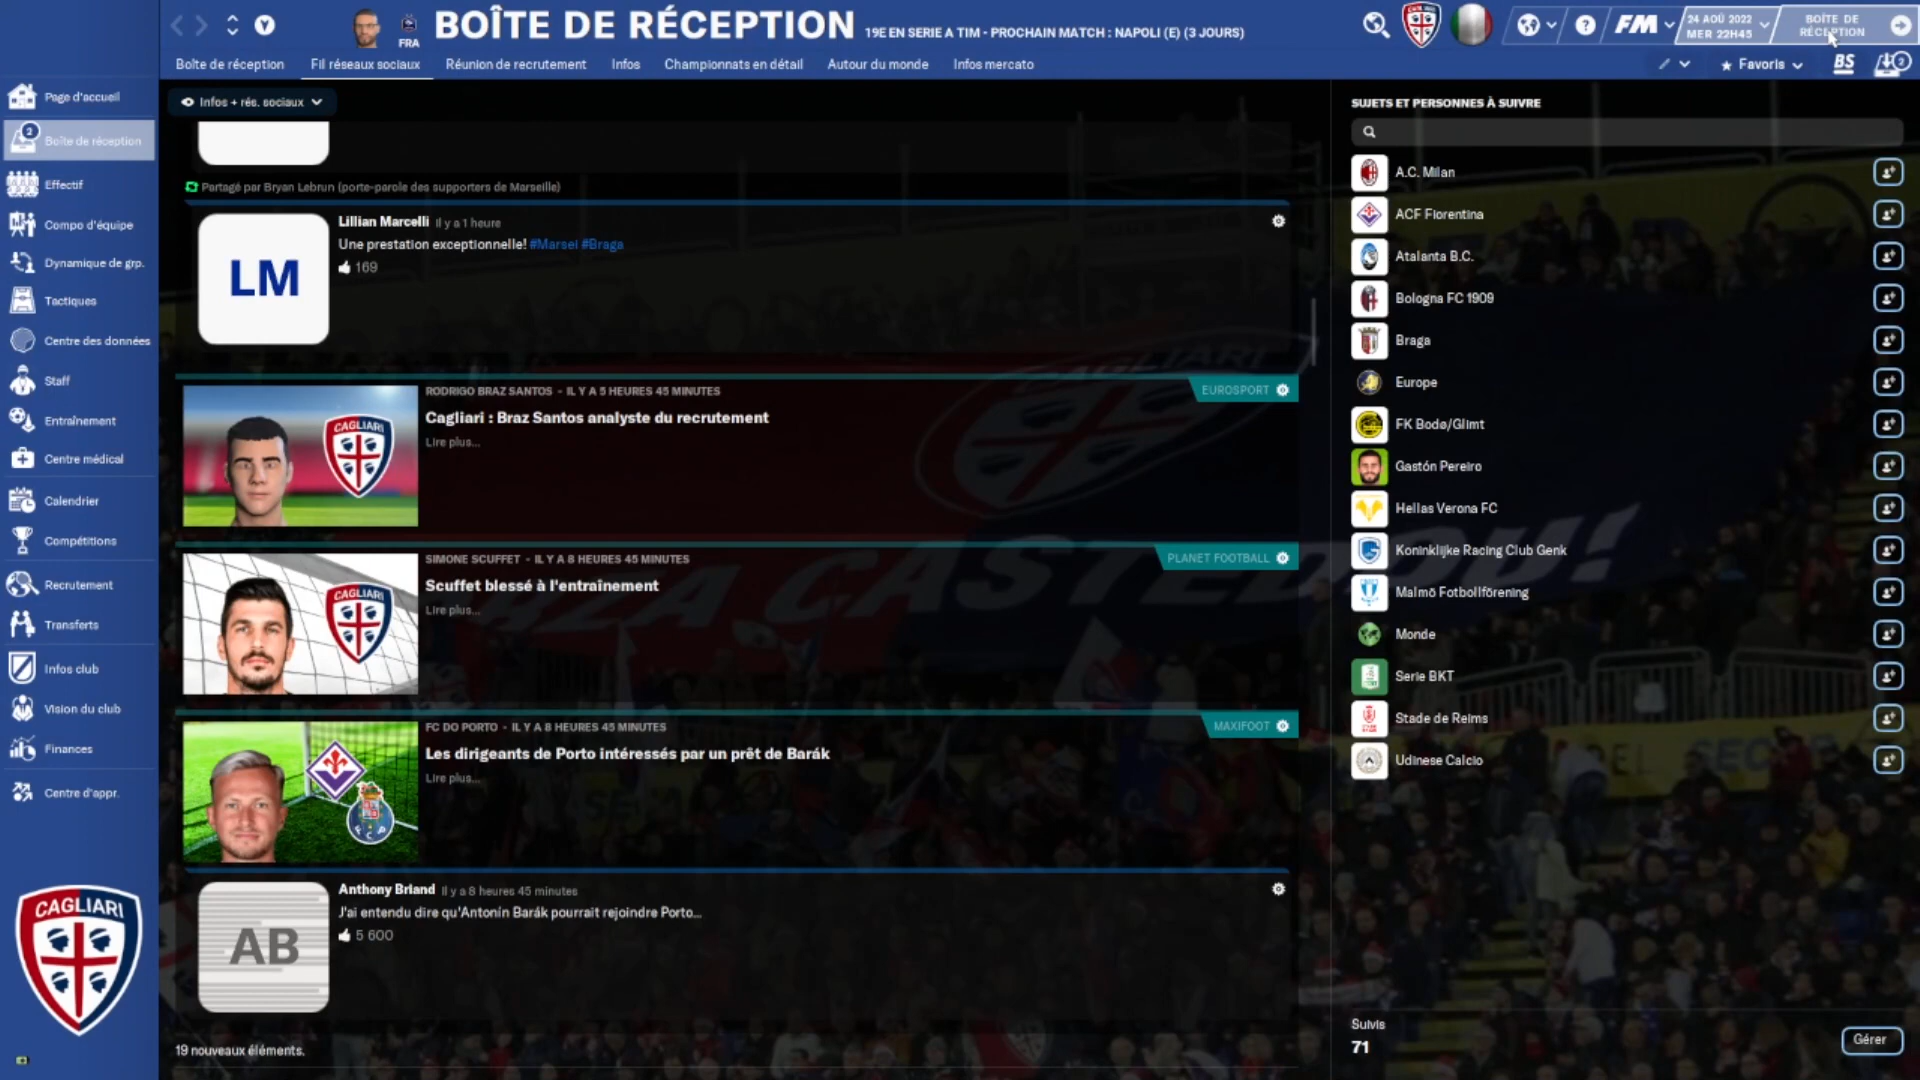 BOÎTE DE RÉCEPTION
19E EN SERIE A TIM - PROCHAIN MATCH : NAPOLI (E) (3 JOURS)
Y
FRA
FM
24 AOÛ 2022
MER 22H45
BOÎTE DE
RÉCEPTION
Boîte de réception
Fil réseaux sociaux
Réunion de recrutement
Infos
Championnats en détail
Autour du monde
Infos mercato
Favoris
BS
2
Page d'accueil
2
Boîte de réception
Effectif
Compo d'équipe
Dynamique de grp.
Tactiques
Centre des données
Staff
Entraînement
Centre médical
Calendrier
Compétitions
Recrutement
Transferts
Infos club
Vision du club
Finances
Centre d'appr.
CAGLIARI
Infos + rés. sociaux
Partagé par Bryan Lebrun (porte-parole des supporters de Marseille)
LM
Lillian Marcelli Il y a 1 heure
Une prestation exceptionnelle! #Marsei #Braga
169
CAGLIARI
RODRIGO BRAZ SANTOS - IL Y A 5 HEURES 45 MINUTES
EUROSPORT
Cagliari : Braz Santos analyste du recrutement
Lire plus...
CAGLIARI
SIMONE SCUFFET - IL Y A 8 HEURES 45 MINUTES
PLANET FOOTBALL
Scuffet blessé à l'entraînement
Lire plus...
FC DO PORTO - IL Y A 8 HEURES 45 MINUTES
MAXIFOOT
Les dirigeants de Porto intéressés par un prêt de Barák
Lire plus...
AB
Anthony Briand Il y a 8 heures 45 minutes
J'ai entendu dire qu'Antonín Barák pourrait rejoindre Porto...
5 600
19 nouveaux éléments.
SUJETS ET PERSONNES À SUIVRE
A.C. Milan
ACF Fiorentina
Atalanta B.C.
Bologna FC 1909
Braga
Europe
FK Bodø/Glimt
Gastón Pereiro
Hellas Verona FC
Koninklijke Racing Club Genk
Malmö Fotbollförening
Monde
Serie BKT
Stade de Reims
Udinese Calcio
Suivis
71
Gérer